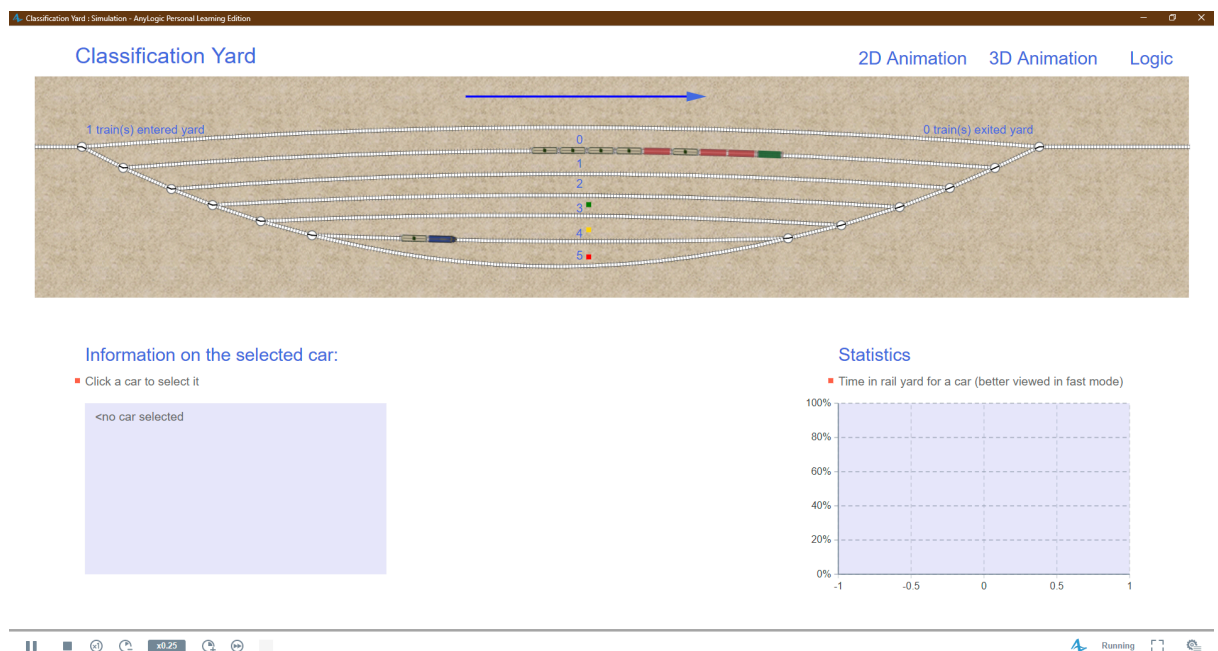 Classification Yard : Simulation - AnyLogic Personal Learning Edition
Classification Yard
2D Animation 3D Animation Logic
1 train(s) entered yard
0 train(s) exited yard
0
1
2
3
4
5
Information on the selected car:
Click a car to select it
<no car selected
Statistics
Time in rail yard for a car (better viewed in fast mode)
100%
80%
60%
40%
20%
0%
-1 -0.5 0 0.5 1
x1 x0.25 Running